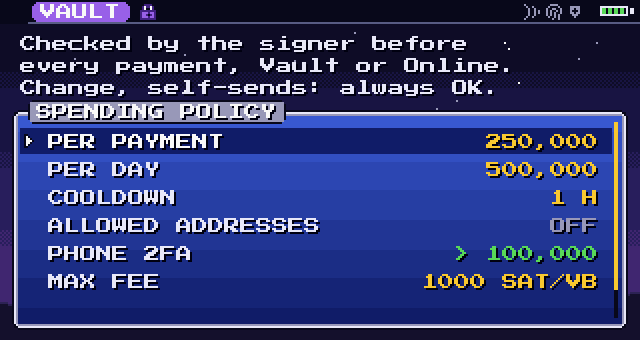 VAULT
Checked by the signer before
every payment, Vault or Online.
Change, self-sends: always OK.
SPENDING POLICY
PER PAYMENT 250,000
PER DAY 500,000
COOLDOWN 1 H
ALLOWED ADDRESSES OFF
PHONE 2FA > 100,000
MAX FEE 1000 SAT/VB